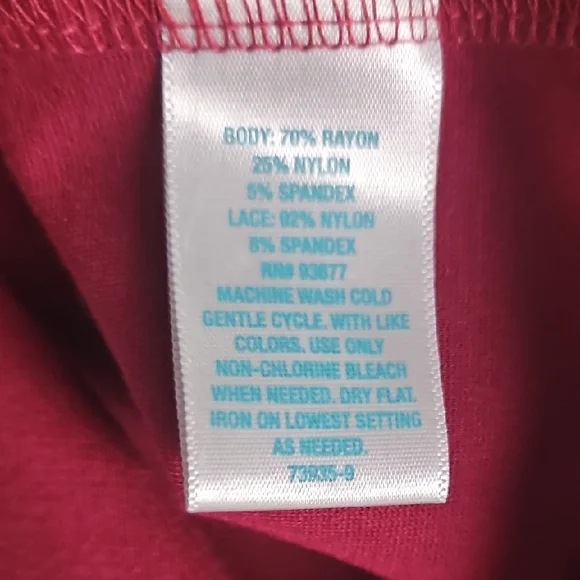 BODY: 70% RAYON
25% NYLON
5% SPANDEX
LACE: 92% NYLON
8% SPANDEX
RN# 93677
MACHINE WASH COLD
GENTLE CYCLE. WITH LIKE
COLORS. USE ONLY
NON-CHLORINE BLEACH
WHEN NEEDED. DRY FLAT.
IRON ON LOWEST SETTING
AS NEEDED.
73935-9